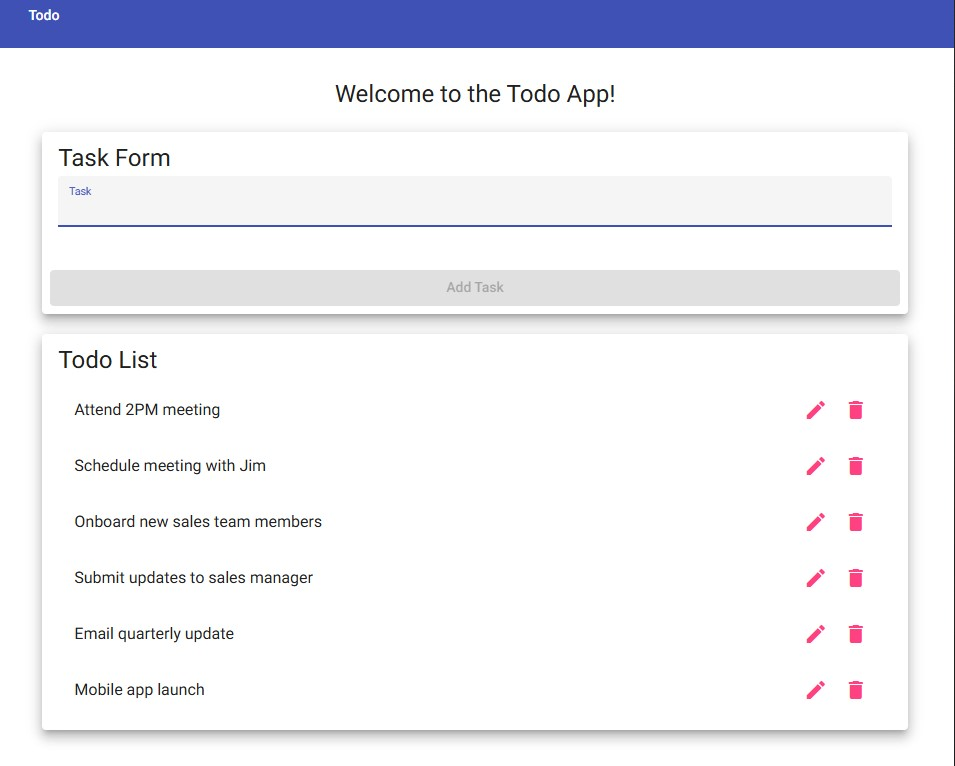 Todo
Welcome to the Todo App!
Task Form
Task
Add Task
Todo List
Attend 2PM meeting
Schedule meeting with Jim
Onboard new sales team members
Submit updates to sales manager
Email quarterly update
Mobile app launch